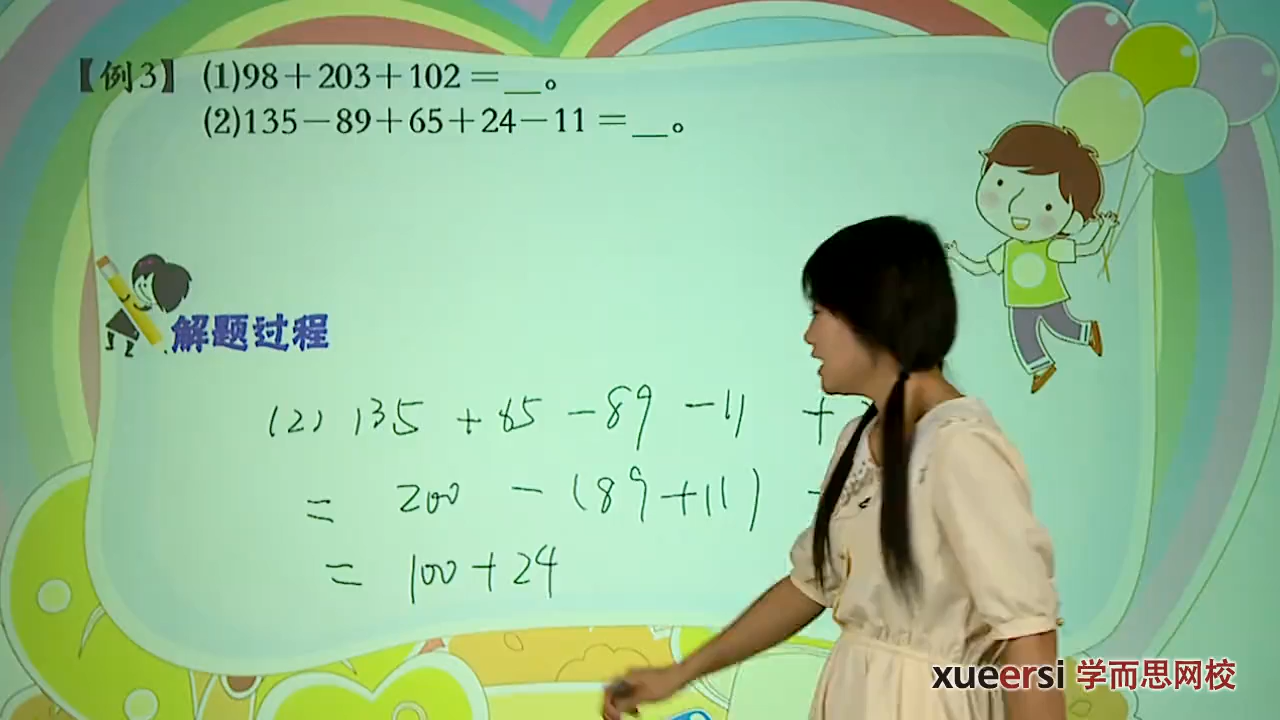 【例3】 (1)98+203+102=__。
(2)135-89+65+24-11=__。
解题过程
(2) 135 +65 -89 -11 +
= 200 - (89+11)
= 100+24
xueersi 学而思网校